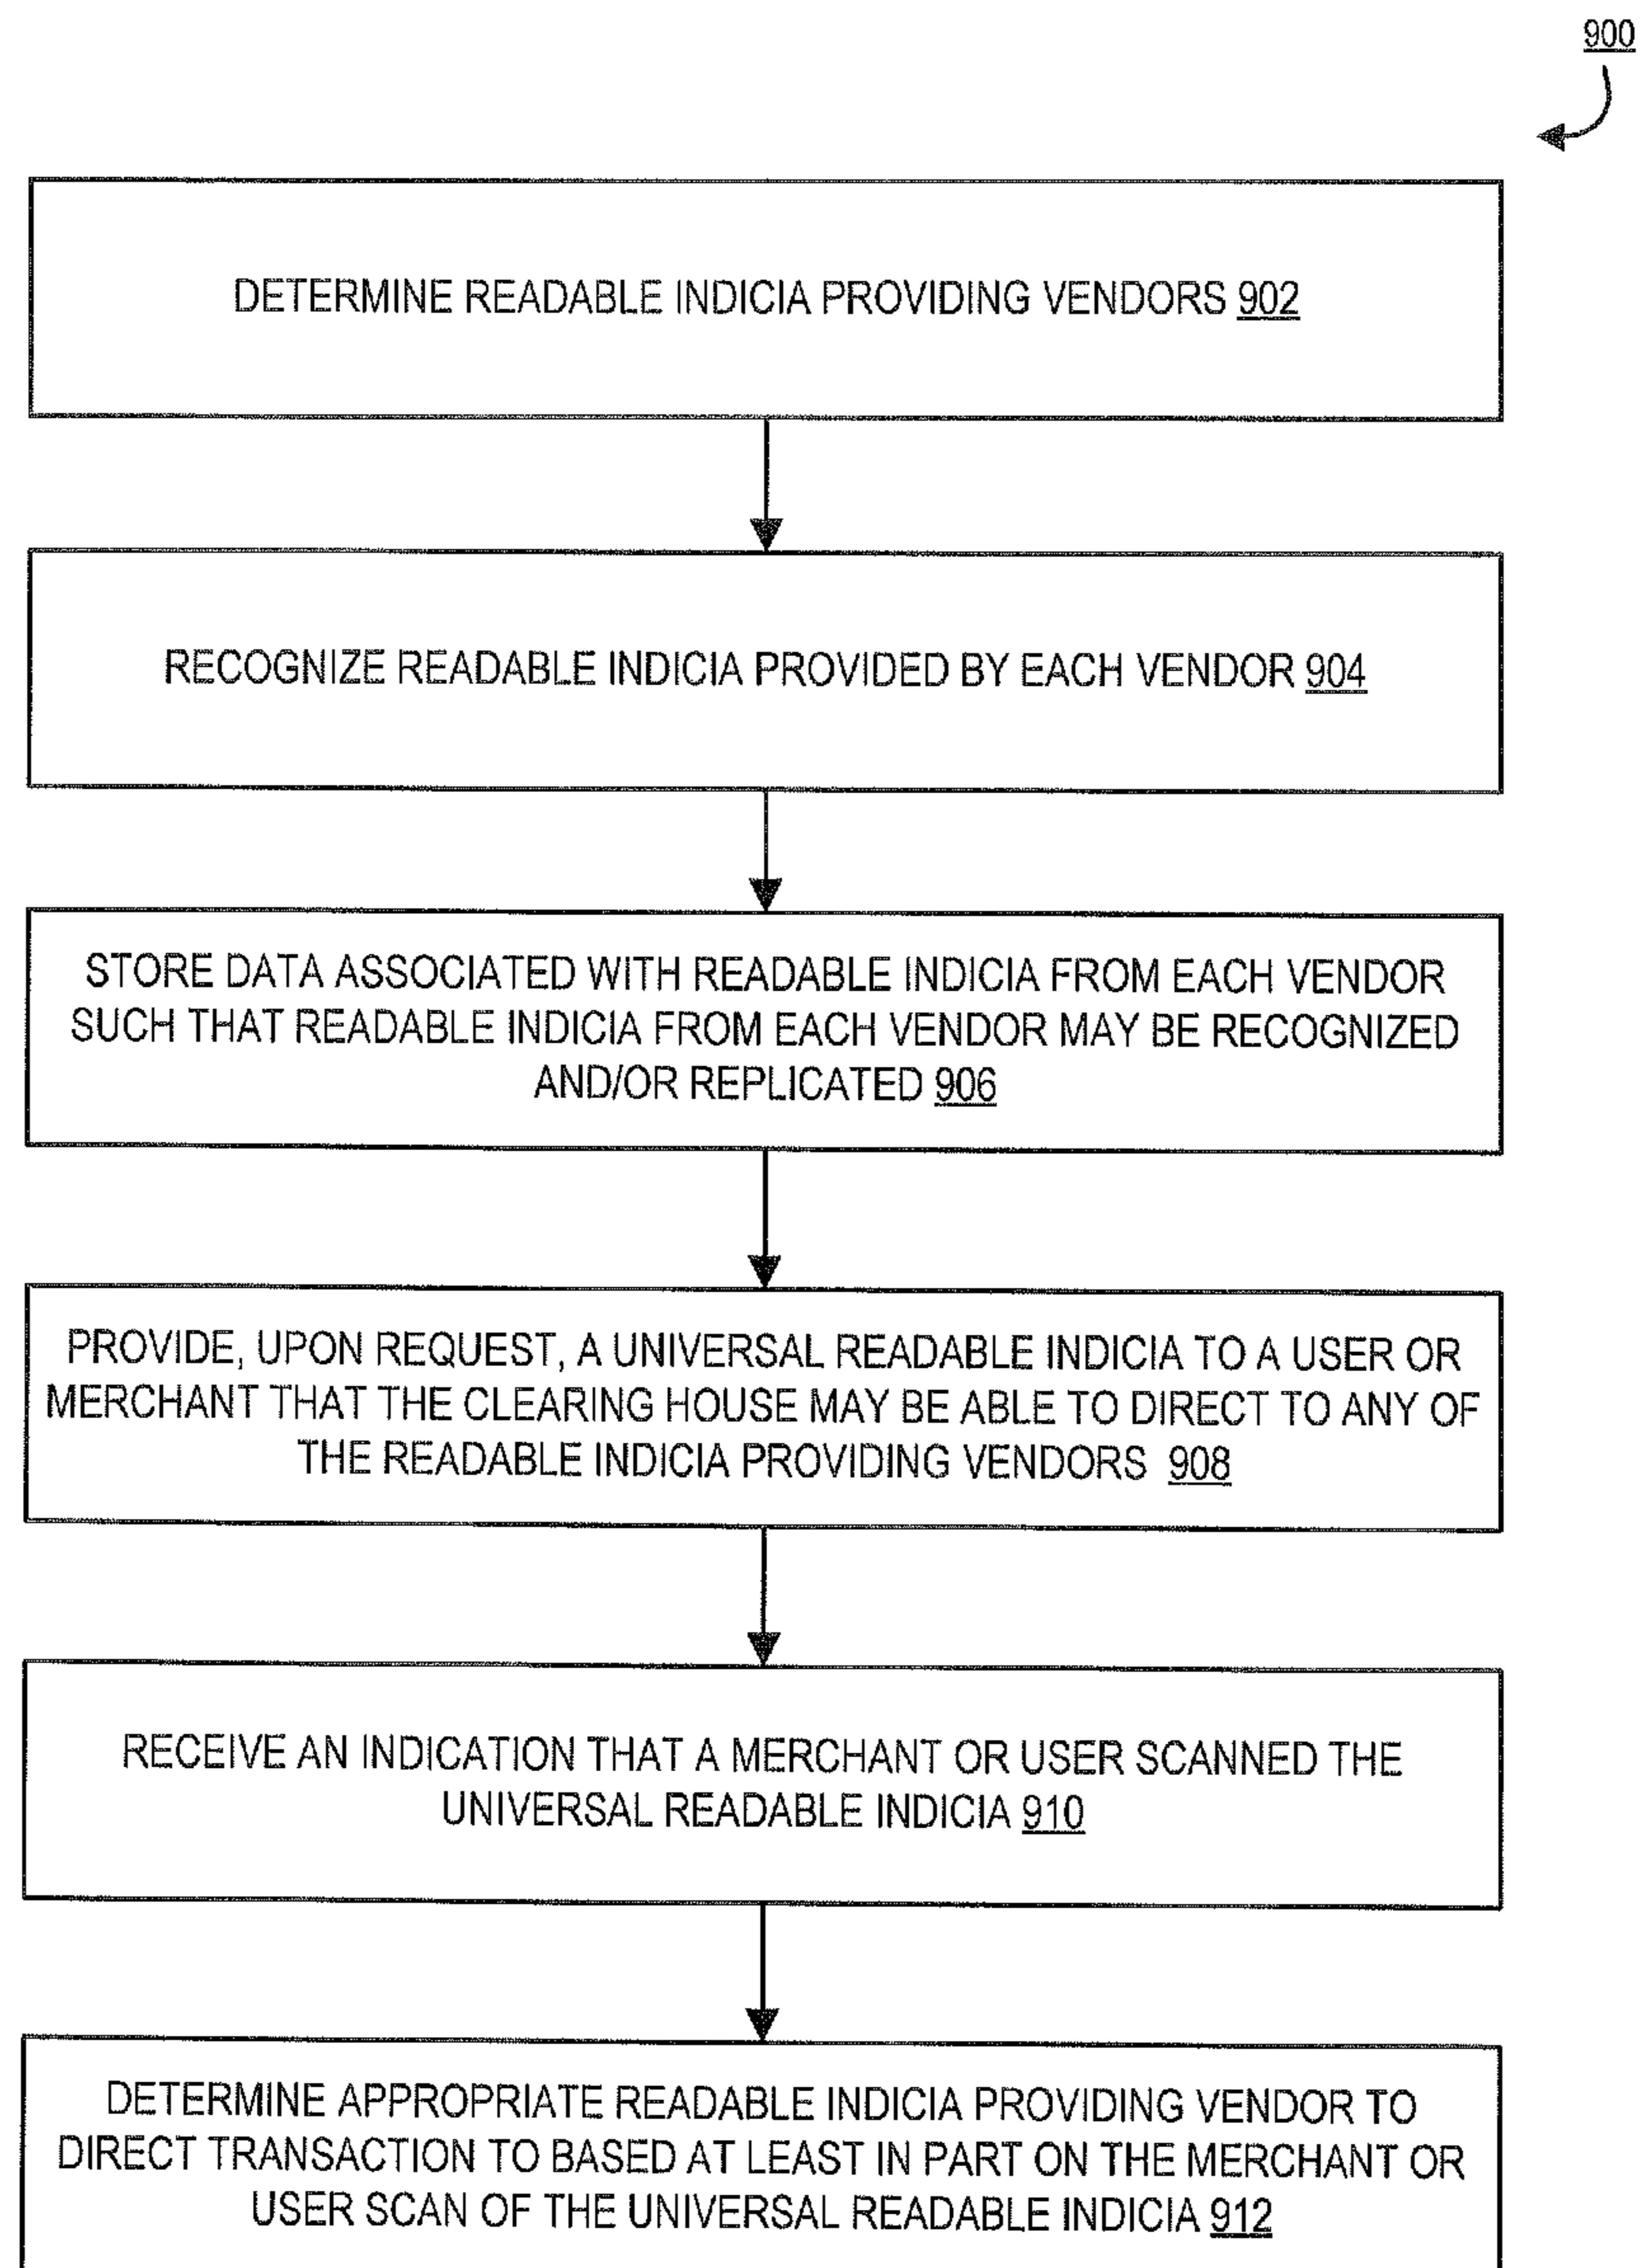 900
DETERMINE READABLE INDICIA PROVIDING VENDORS 902
RECOGNIZE READABLE INDICIA PROVIDED BY EACH VENDOR 904
STORE DATA ASSOCIATED WITH READABLE INDICIA FROM EACH VENDOR
SUCH THAT READABLE INDICIA FROM EACH VENDOR MAY BE RECOGNIZED
AND/OR REPLICATED 906
PROVIDE, UPON REQUEST, A UNIVERSAL READABLE INDICIA TO A USER OR
MERCHANT THAT THE CLEARING HOUSE MAY BE ABLE TO DIRECT TO ANY OF
THE READABLE INDICIA PROVIDING VENDORS 908
RECEIVE AN INDICATION THAT A MERCHANT OR USER SCANNED THE
UNIVERSAL READABLE INDICIA 910
DETERMINE APPROPRIATE READABLE INDICIA PROVIDING VENDOR TO
DIRECT TRANSACTION TO BASED AT LEAST IN PART ON THE MERCHANT OR
USER SCAN OF THE UNIVERSAL READABLE INDICIA 912